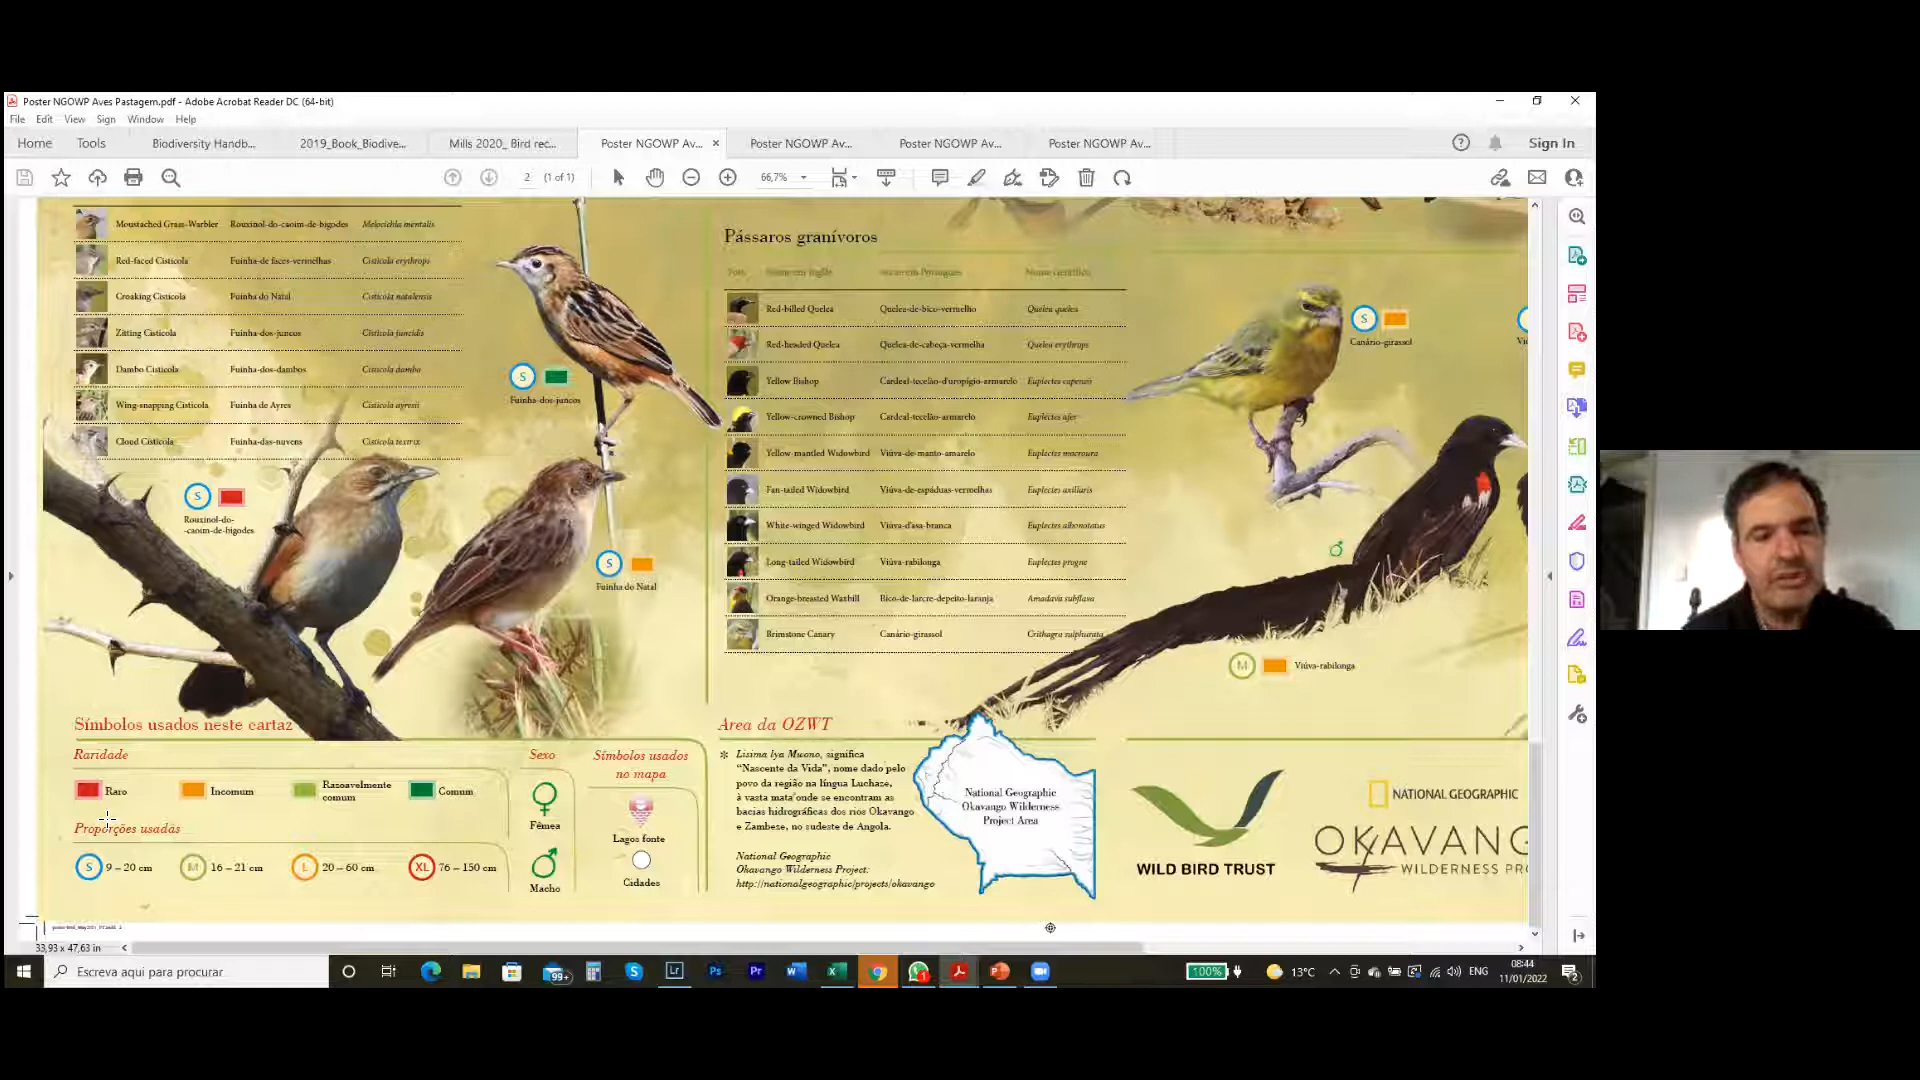 Poster NGOWP Aves Pastagem.pdf - Adobe Acrobat Reader DC (64-bit)
File Edit View Sign Window Help
Home Tools Biodiversity Handb... 2019_Book_Biodive... Mills 2020_ Bird rec... Poster NGOWP Av... × Poster NGOWP Av... Poster NGOWP Av... Poster NGOWP Av... Sign In
2 (1 of 1) 66,7%
Moustached Grass-Warbler Rouxinol-do-caoim-de-bigodes Melocichla mentalis
Red-faced Cisticola Fuinha-de faces-vermelhas Cisticola erythrops
Croaking Cisticola Fuinha do Natal Cisticola natalensis
Zitting Cisticola Fuinha-dos-juncos Cisticola juncidis
Dambo Cisticola Fuinha-dos-dambos Cisticola dambo
Wing-snapping Cisticola Fuinha de Ayres Cisticola ayresii
Cloud Cisticola Fuinha-das-nuvens Cisticola textrix
S
Fuinha-dos-juncos
S
Rouxinol-do-
-caoim-de-bigodes
S
Fuinha do Natal
Pássaros granívoros
Foto Nome em Inglês Nome em Português Nome científico
Red-billed Quelea Quelea-de-bico-vermelho Quelea quelea
Red-headed Quelea Quelea-de-cabeça-vermelha Quelea erythrops
Yellow Bishop Cardeal-tecelão-d'uropígio-amarelo Euplectes capensis
Yellow-crowned Bishop Cardeal-tecelão-amarelo Euplectes afer
Yellow-mantled Widowbird Viúva-de-manto-amarelo Euplectes macroura
Fan-tailed Widowbird Viúva-de-espáduas-vermelhas Euplectes axillaris
White-winged Widowbird Viúva-d'asa-branca Euplectes albonotatus
Long-tailed Widowbird Viúva-rabilonga Euplectes progne
Orange-breasted Waxbill Bico-de-lacre-depeito-laranja Amadava subflava
Brimstone Canary Canário-girassol Crithagra sulphurata
S
Canário-girassol
M Viúva-rabilonga
Símbolos usados neste cartaz
Raridade
Raro Incomum Razoavelmente comum Comum
Proporções usadas
S 9 – 20 cm M 16 – 21 cm L 20 – 60 cm XL 76 – 150 cm
Sexo
Fêmea
Macho
Símbolos usados
no mapa
Lagos fonte
Cidades
Area da OZWT
* Lisima lya Mwono, significa
“Nascente da Vida”, nome dado pelo
povo da região na língua Luchaze,
à vasta mata onde se encontram as
bacias hidrográficas dos rios Okavango
e Zambeze, no sudeste de Angola.
National Geographic
Okavango Wilderness Project:
http://nationalgeographic/projects/okavango
National Geographic
Okavango Wilderness
Project Area
WILD BIRD TRUST
NATIONAL GEOGRAPHIC
OKAVANG
WILDERNESS PR
33,93 x 47,63 in
Escreva aqui para procurar
99+ 100% 13°C ENG 08:44
11/01/2022